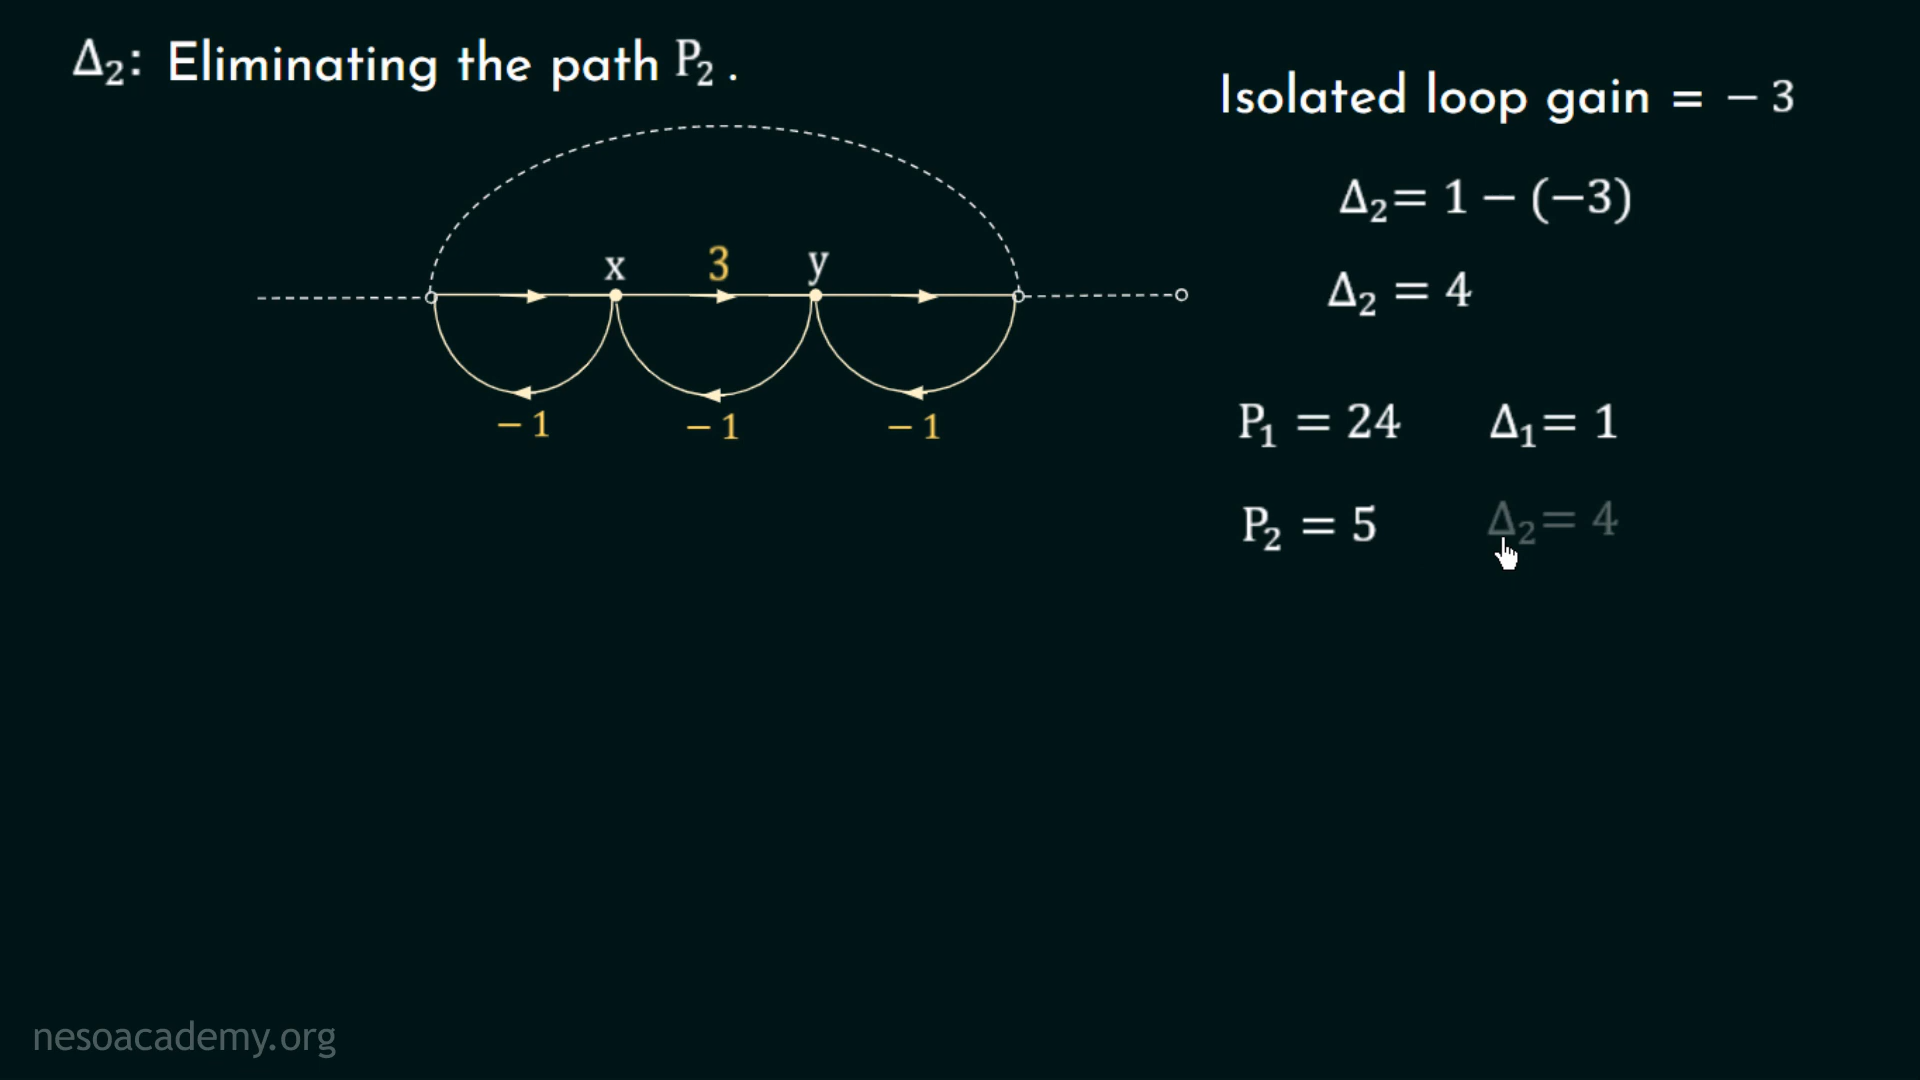 Δ₂: Eliminating the path P₂ .
Isolated loop gain = − 3
Δ₂= 1 − (−3)
Δ₂ = 4
x 3 y
− 1 − 1 − 1
P₁ = 24 Δ₁= 1
P₂ = 5 Δ₂= 4
nesoacademy.org